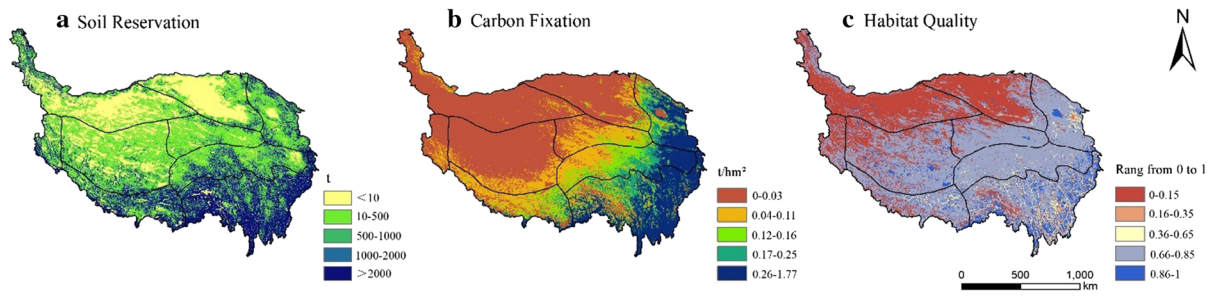 a Soil Reservation
t
<10
10-500
500-1000
1000-2000
>2000
b Carbon Fixation
t/hm²
0-0.03
0.04-0.11
0.12-0.16
0.17-0.25
0.26-1.77
c Habitat Quality
N
Rang from 0 to 1
0-0.15
0.16-0.35
0.36-0.65
0.66-0.85
0.86-1
0 500 1,000
km